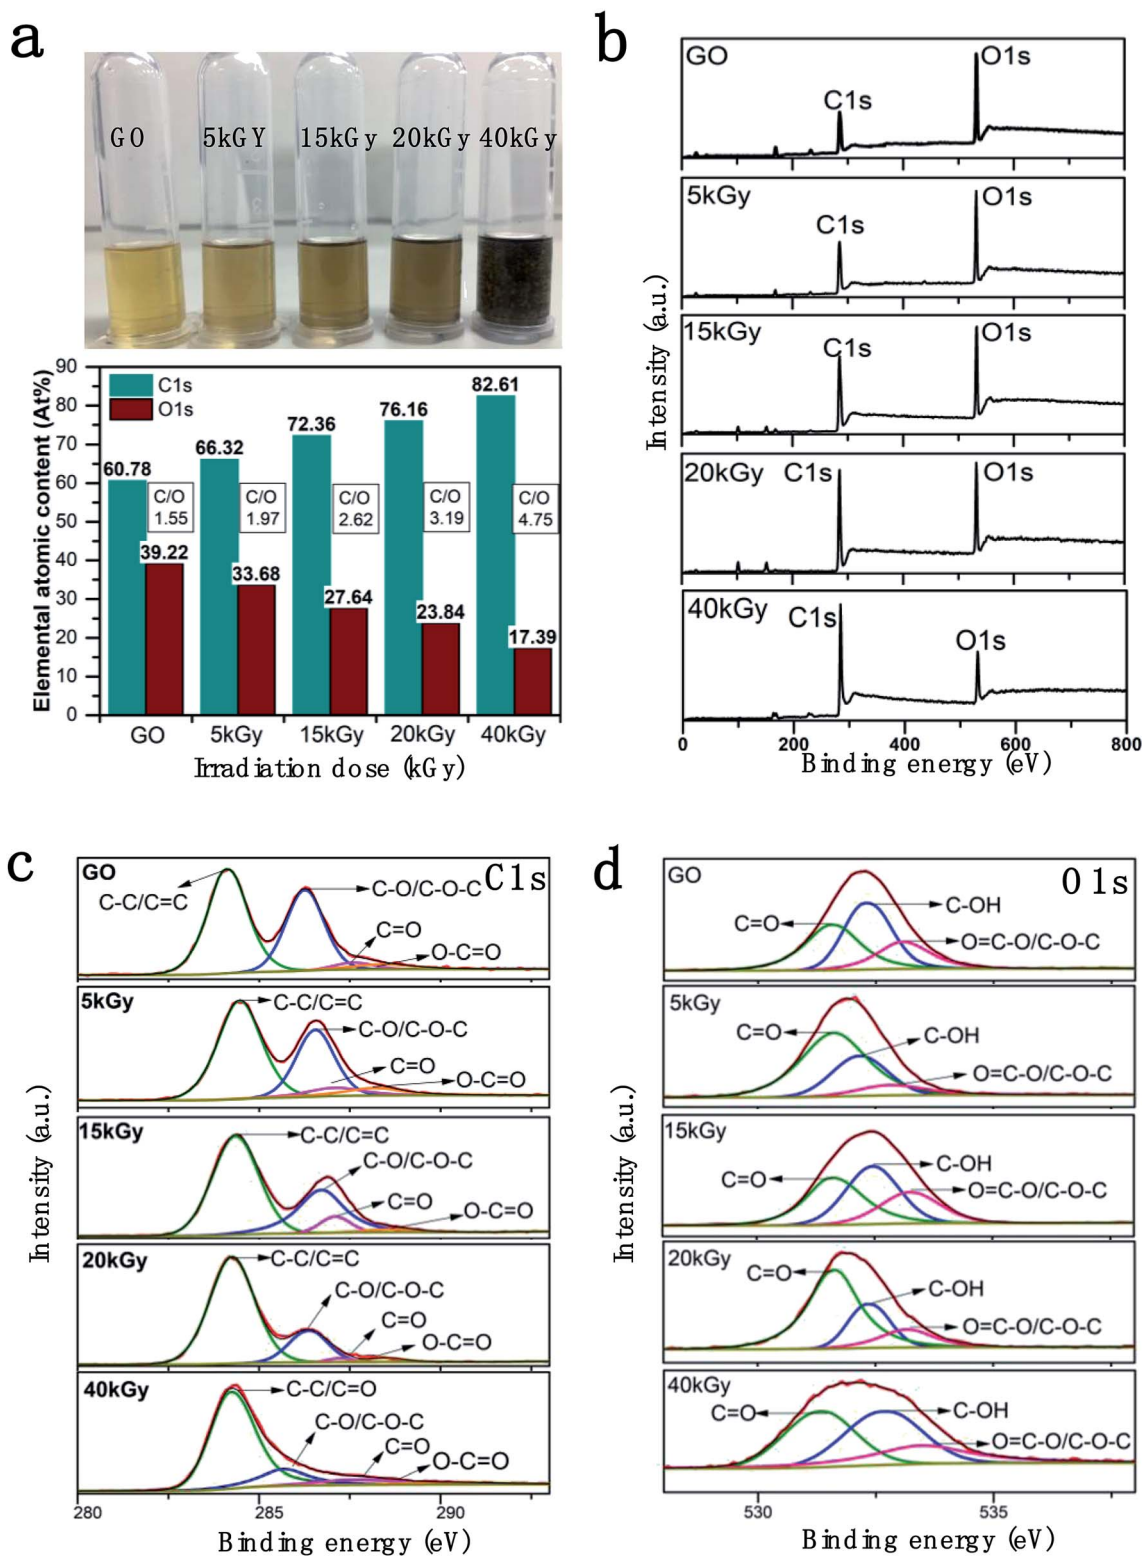 a
GO
5kGY
15kGy
20kGy
40kGy
90
80
70
60
50
40
30
20
10
0
Elemental atomic content (At%)
C1s
O1s
60.78
66.32
72.36
76.16
82.61
C/O
1.55
C/O
1.97
C/O
2.62
C/O
3.19
C/O
4.75
39.22
33.68
27.64
23.84
17.39
GO
5kGy
15kGy
20kGy
40kGy
Irradiation dose (kGy)
b
GO
C1s
O1s
5kGy
C1s
O1s
15kGy
C1s
O1s
20kGy
C1s
O1s
40kGy
C1s
O1s
Intensity (a.u.)
0
200
400
600
800
Binding energy (eV)
c
GO
C1s
C-C/C=C
C-O/C-O-C
C=O
O-C=O
5kGy
C-C/C=C
C-O/C-O-C
C=O
O-C=O
15kGy
C-C/C=C
C-O/C-O-C
C=O
O-C=O
20kGy
C-C/C=C
C-O/C-O-C
C=O
O-C=O
40kGy
C-C/C=O
C-O/C-O-C
C=O
O-C=O
Intensity (a.u.)
280
285
290
Binding energy (eV)
d
GO
O1s
C=O
C-OH
O=C-O/C-O-C
5kGy
C=O
C-OH
O=C-O/C-O-C
15kGy
C=O
C-OH
O=C-O/C-O-C
20kGy
C=O
C-OH
O=C-O/C-O-C
40kGy
C=O
C-OH
O=C-O/C-O-C
Intensity (a.u.)
530
535
Binding energy (eV)